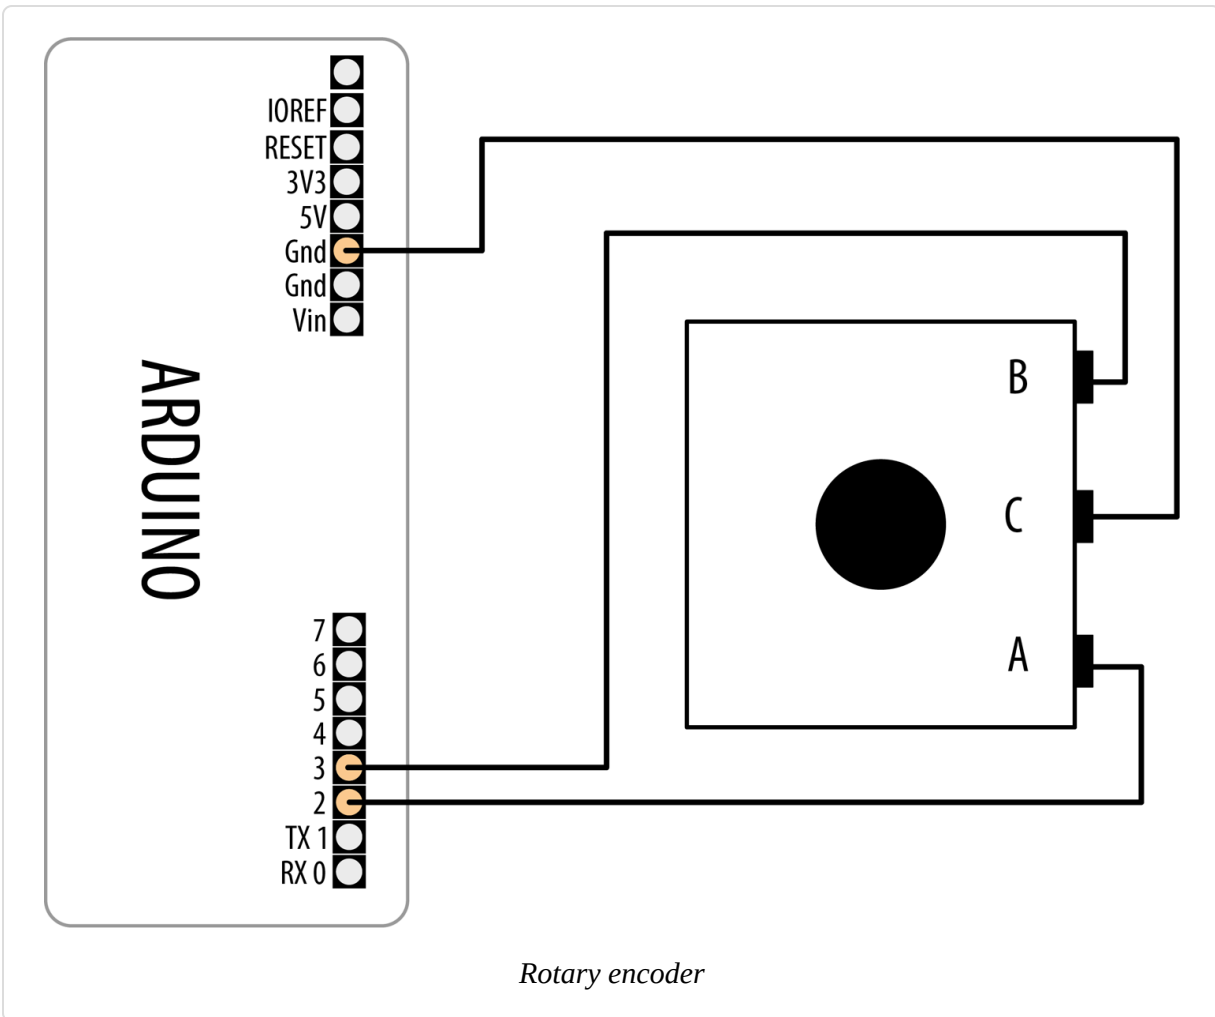 IOREF
RESET
3V3
5V
Gnd
Gnd
Vin
ARDUINO
7
6
5
4
3
2
TX 1
RX 0
B
C
A
Rotary encoder